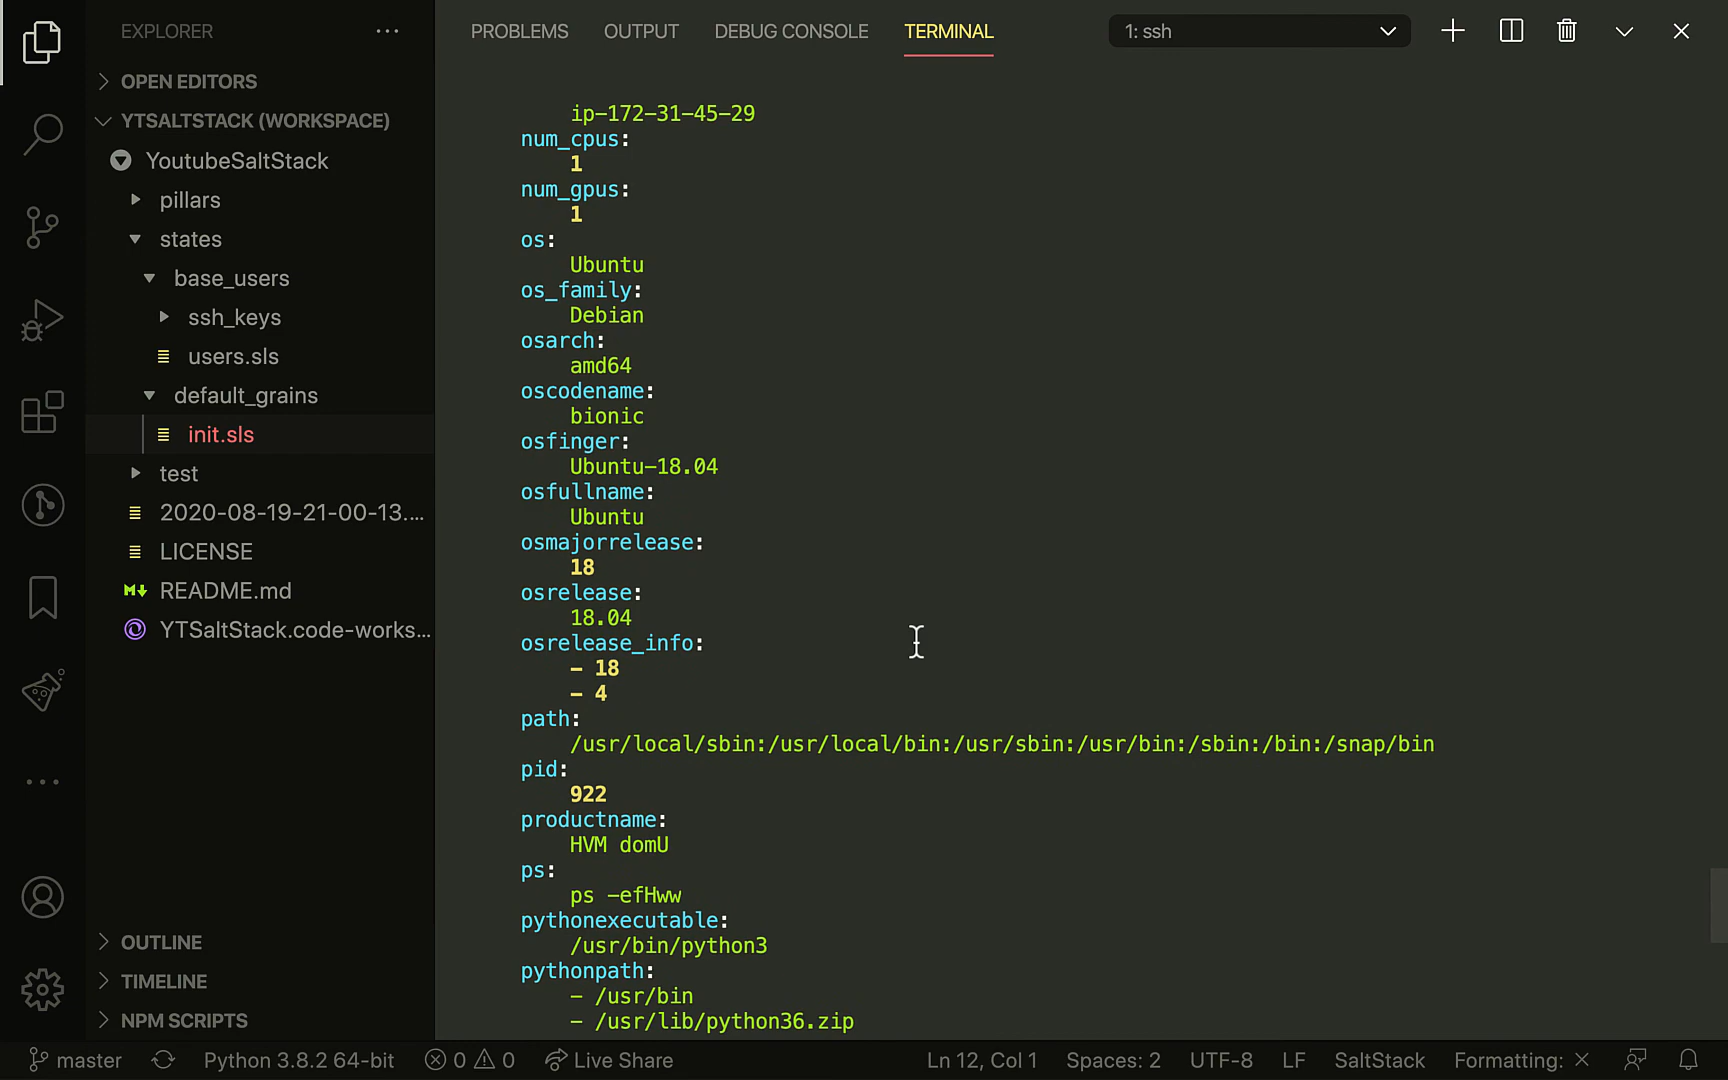 EXPLORER
OPEN EDITORS
YTSALTSTACK (WORKSPACE)
YoutubeSaltStack
pillars
states
base_users
ssh_keys
users.sls
default_grains
init.sls
test
2020-08-19-21-00-13....
LICENSE
README.md
YTSaltStack.code-works...
OUTLINE
TIMELINE
NPM SCRIPTS
PROBLEMS OUTPUT DEBUG CONSOLE TERMINAL 1: ssh
ip-172-31-45-29
num_cpus:
1
num_gpus:
1
os:
Ubuntu
os_family:
Debian
osarch:
amd64
oscodename:
bionic
osfinger:
Ubuntu-18.04
osfullname:
Ubuntu
osmajorrelease:
18
osrelease:
18.04
osrelease_info:
- 18
- 4
path:
/usr/local/sbin:/usr/local/bin:/usr/sbin:/usr/bin:/sbin:/bin:/snap/bin
pid:
922
productname:
HVM domU
ps:
ps -efHww
pythonexecutable:
/usr/bin/python3
pythonpath:
- /usr/bin
- /usr/lib/python36.zip
master Python 3.8.2 64-bit 0 0 Live Share Ln 12, Col 1 Spaces: 2 UTF-8 LF SaltStack Formatting: ×